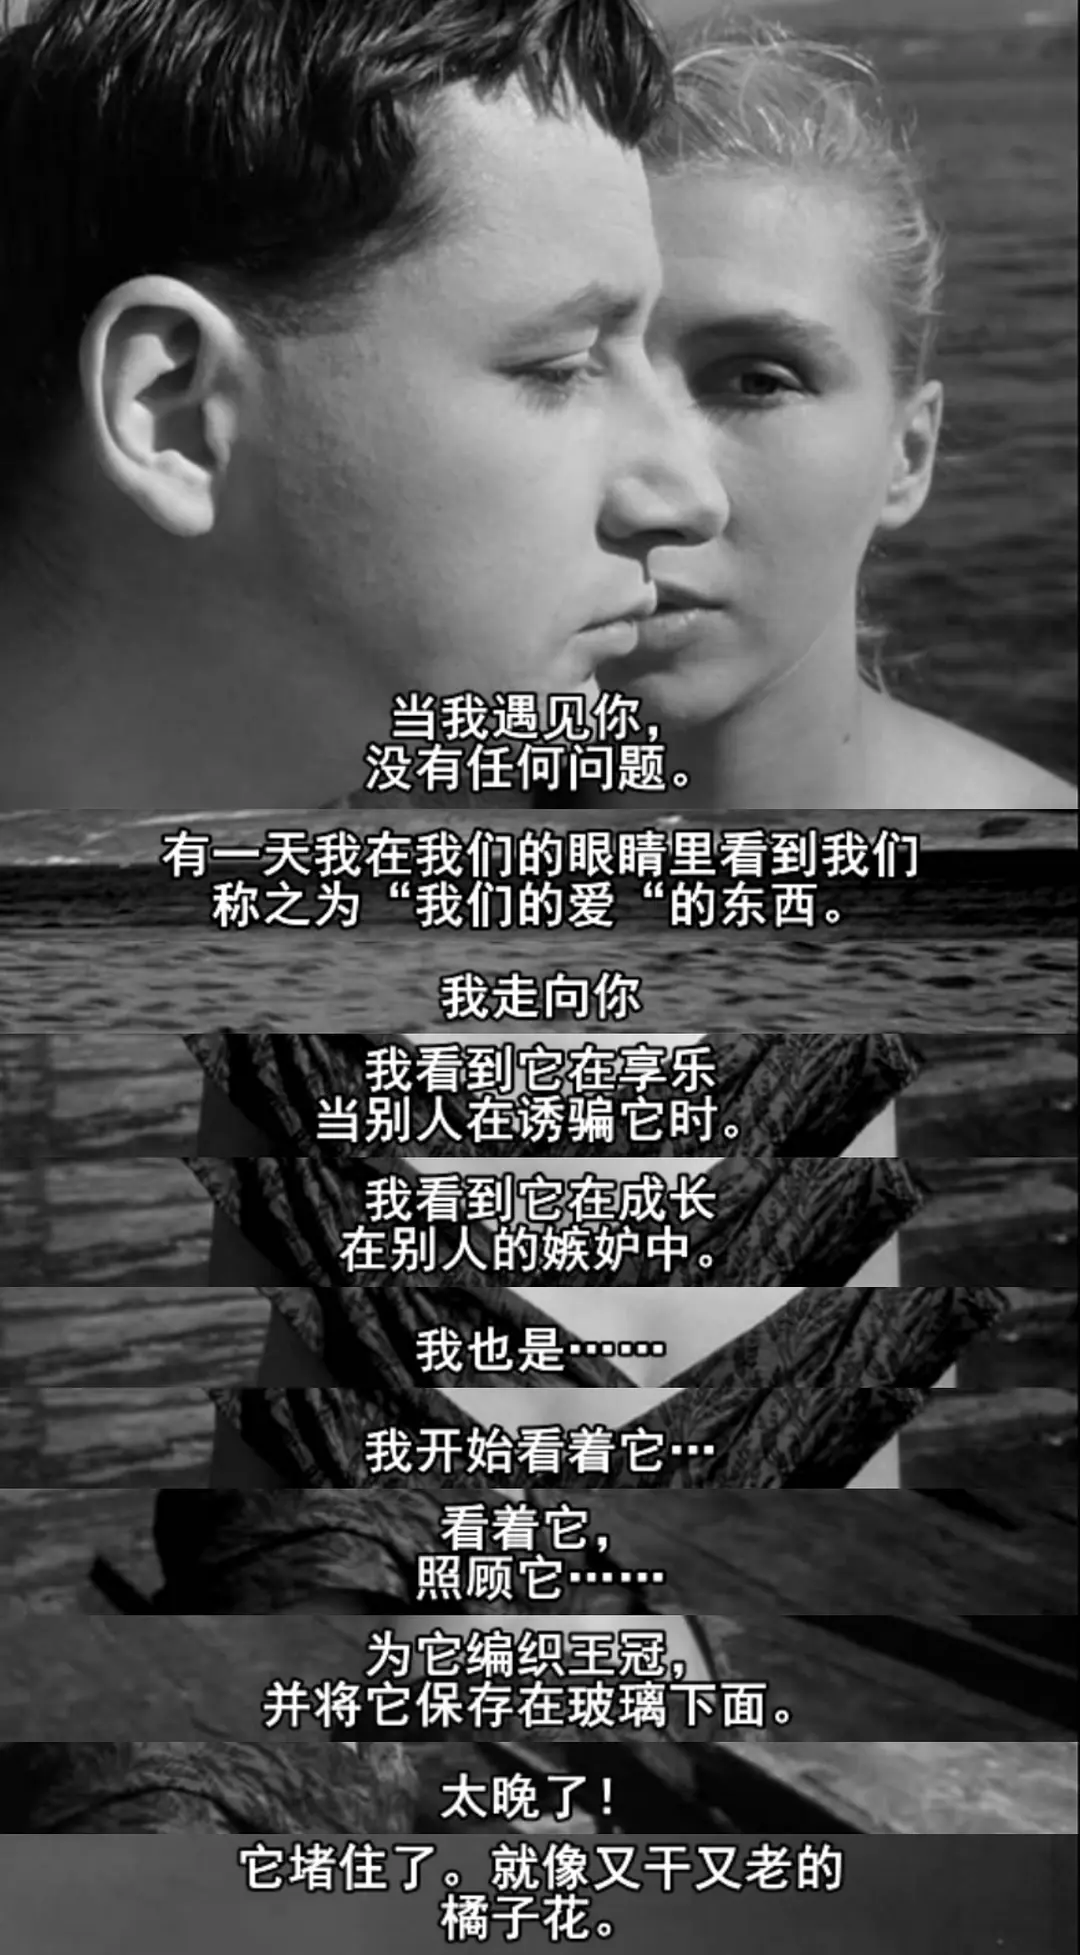 当我遇见你，
没有任何问题。
有一天我在我们的眼睛里看到我们
称之为“我们的爱“的东西。
我走向你
我看到它在享乐
当别人在诱骗它时。
我看到它在成长
在别人的嫉妒中。
我也是……
我开始看着它…
看着它，
照顾它……
为它编织王冠，
并将它保存在玻璃下面。
太晚了！
它堵住了。就像又干又老的
橘子花。